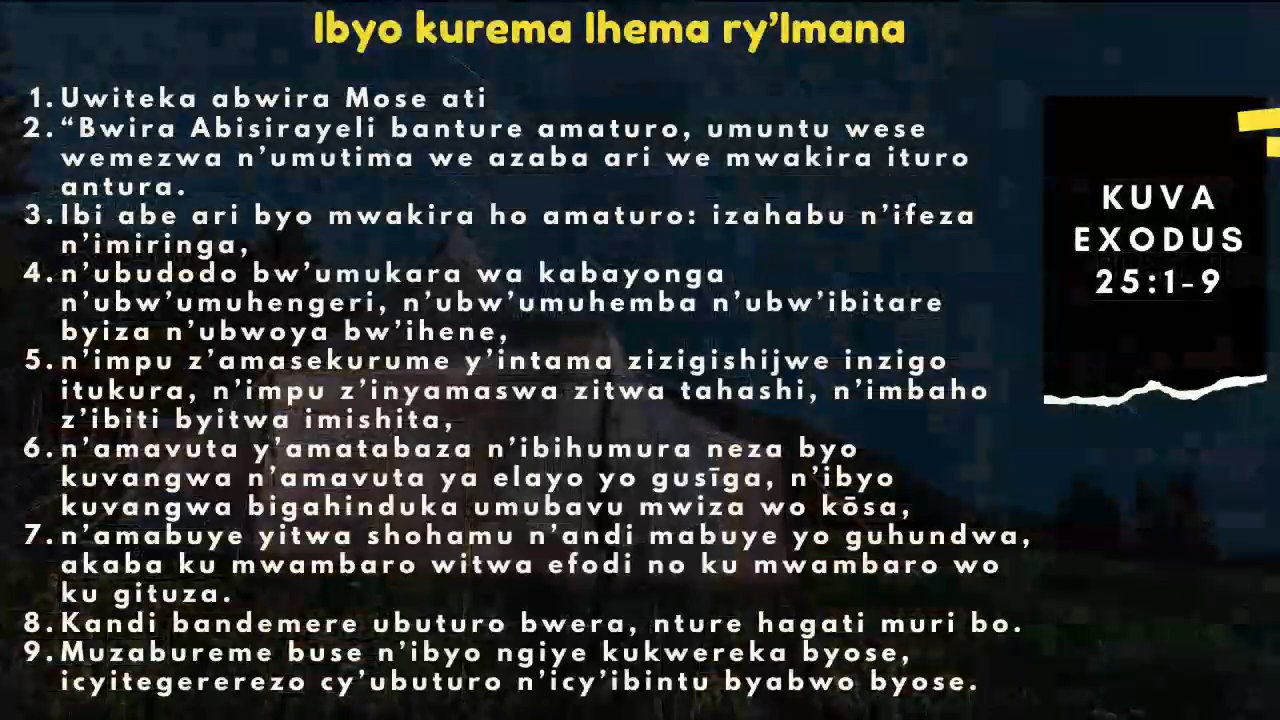 Ibyo kurema Ihema ry'Imana
1. Uwiteka abwira Mose ati
2. “Bwira Abisirayeli banture amaturo, umuntu wese
wemezwa n'umutima we azaba ari we mwakira ituro
antura.
3. Ibi abe ari byo mwakira ho amaturo: izahabu n'ifeza
n'imiringa,
4. n'ubudodo bw'umukara wa kabayonga
n'ubw'umuhengeri, n'ubw'umuhemba n'ubw'ibitare
byiza n'ubwoya bw'ihene,
5. n'impu z'amasekurume y'intama zizigishijwe inzigo
itukura, n'impu z'inyamaswa zitwa tahashi, n'imbaho
z'ibiti byitwa imishita,
6. n'amavuta y'amatabaza n'ibihumura neza byo
kuvangwa n'amavuta ya elayo yo gusīga, n'ibyo
kuvangwa bigahinduka umubavu mwiza wo kōsa,
7. n'amabuye yitwa shohamu n'andi mabuye yo guhundwa,
akaba ku mwambaro witwa efodi no ku mwambaro wo
ku gituza.
8. Kandi bandemere ubuturo bwera, nture hagati muri bo.
9. Muzabureme buse n'ibyo ngiye kukwereka byose,
icyitegererezo cy'ubuturo n'icy'ibintu byabwo byose.
KUVA
EXODUS
25:1-9